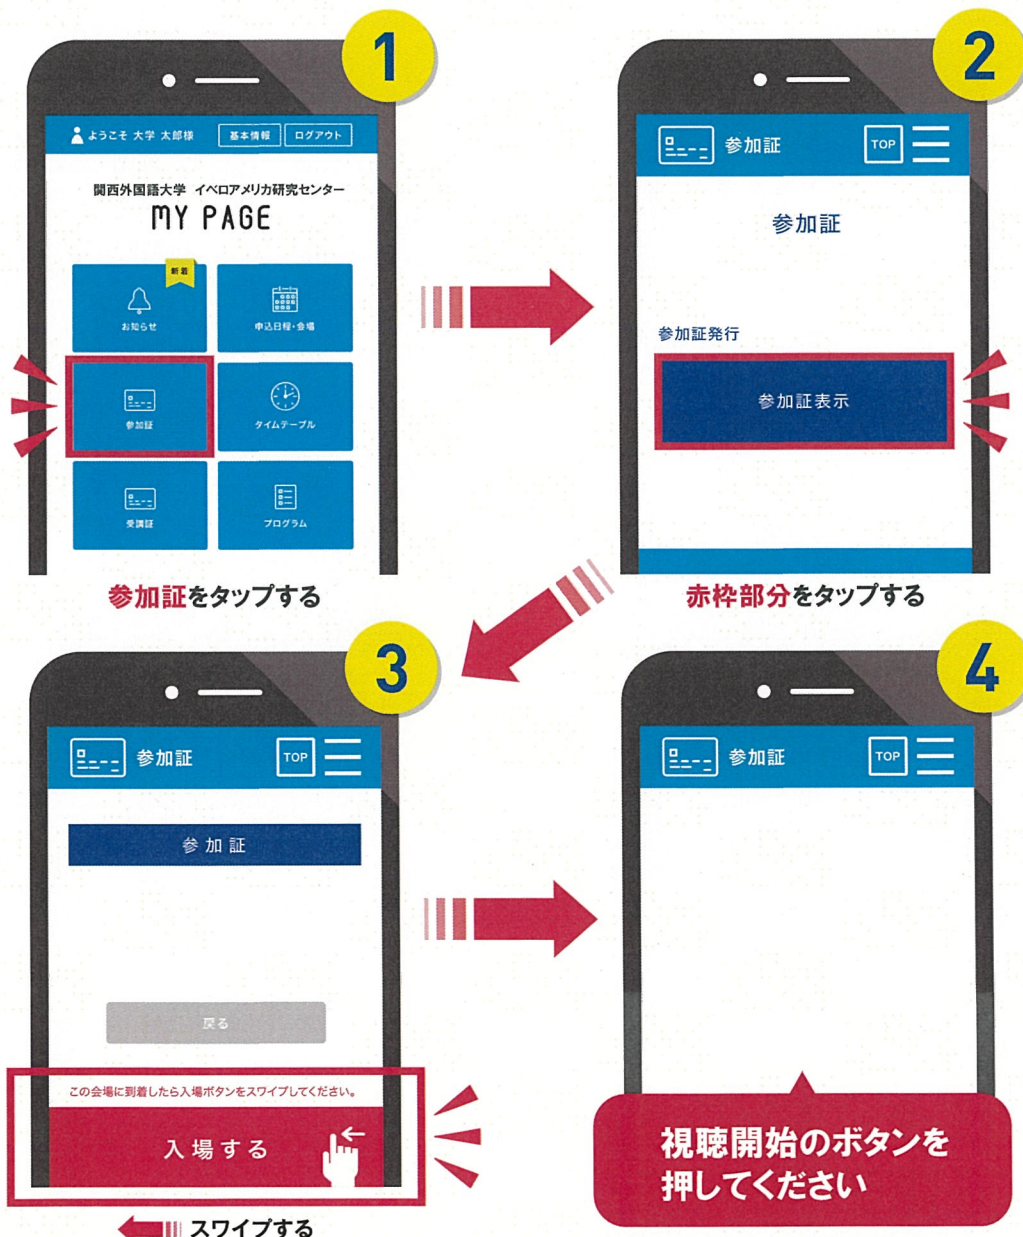 1
ようこそ 大学 太郎様 基本情報 ログアウト
関西外国語大学 イベロアメリカ研究センター
MY PAGE
新着
お知らせ
申込日程・会場
参加証
タイムテーブル
受講証
プログラム
参加証をタップする
2
参加証 TOP
参加証
参加証発行
参加証表示
赤枠部分をタップする
3
参加証 TOP
参加証
戻る
この会場に到着したら入場ボタンをスワイプしてください。
入場する
スワイプする
4
参加証 TOP
視聴開始のボタンを
押してください